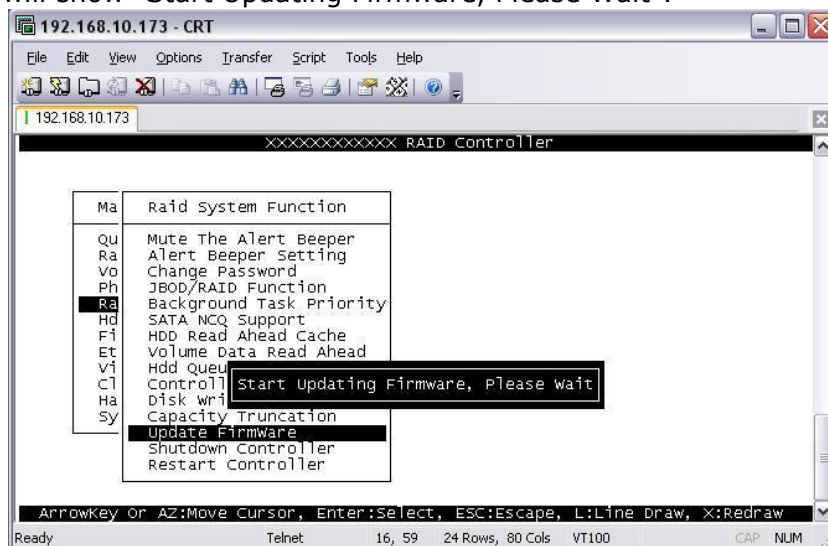 will show "Start Updating Firmware, Please Wait".
192.168.10.173 - CRT
File Edit View Options Transfer Script Tools Help
192.168.10.173
XXXXXXXXXXXX RAID Controller
Ma
Raid System Function
Qu
Mute The Alert Beeper
Ra
Alert Beeper Setting
Vo
Change Password
Ph
JBOD/RAID Function
Ra
Background Task Priority
Hd
SATA NCQ Support
Fi
HDD Read Ahead Cache
Et
Volume Data Read Ahead
Vi
Hdd Queu
Cl
Controll
Start Updating Firmware, Please Wait
Ha
Disk Wri
Sy
Capacity Truncation
Update FirmWare
Shutdown Controller
Restart Controller
ArrowKey Or AZ:Move Cursor, Enter:Select, ESC:Escape, L:Line Draw, X:Redraw
Ready Telnet 16, 59 24 Rows, 80 Cols VT100 CAP NUM